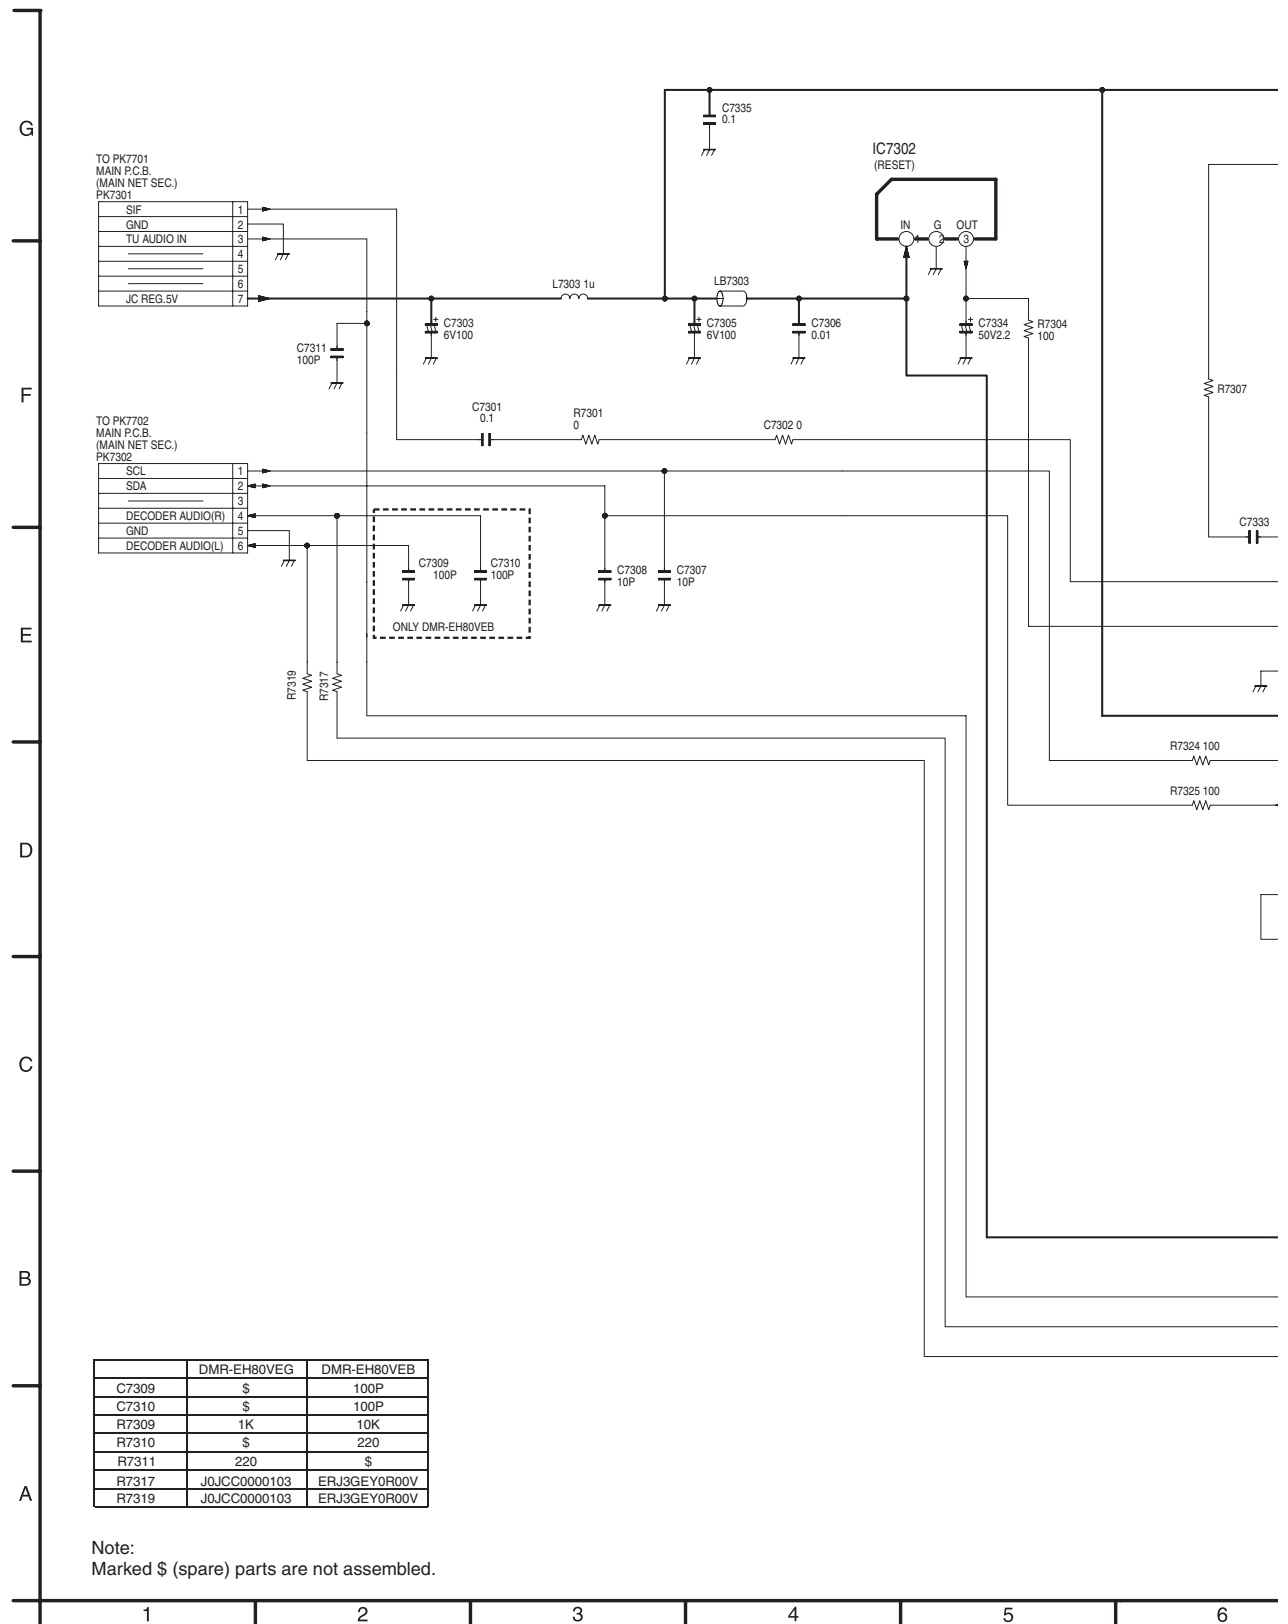 G
C7335
0.1
IC7302
(RESET)
TO PK7701
MAIN P.C.B.
(MAIN NET SEC.)
PK7301
SIF 1
GND 2
TU AUDIO IN 3
4
5
6
JC REG.5V 7
IN G OUT
1 2 3
L7303 1u
LB7303
C7303
6V100
C7305
6V100
C7306
0.01
C7334
50V2.2
R7304
100
C7311
100P
F
R7307
C7301
0.1
R7301
0
C7302 0
TO PK7702
MAIN P.C.B.
(MAIN NET SEC.)
PK7302
SCL 1
SDA 2
3
DECODER AUDIO(R) 4
GND 5
DECODER AUDIO(L) 6
C7333
C7309
100P
C7310
100P
C7308
10P
C7307
10P
ONLY DMR-EH80VEB
E
R7319
R7317
R7324 100
R7325 100
D
C
B
DMR-EH80VEG DMR-EH80VEB
C7309 $ 100P
C7310 $ 100P
R7309 1K 10K
R7310 $ 220
R7311 220 $
R7317 J0JCC0000103 ERJ3GEY0R00V
R7319 J0JCC0000103 ERJ3GEY0R00V
A
Note:
Marked $ (spare) parts are not assembled.
1 2 3 4 5 6